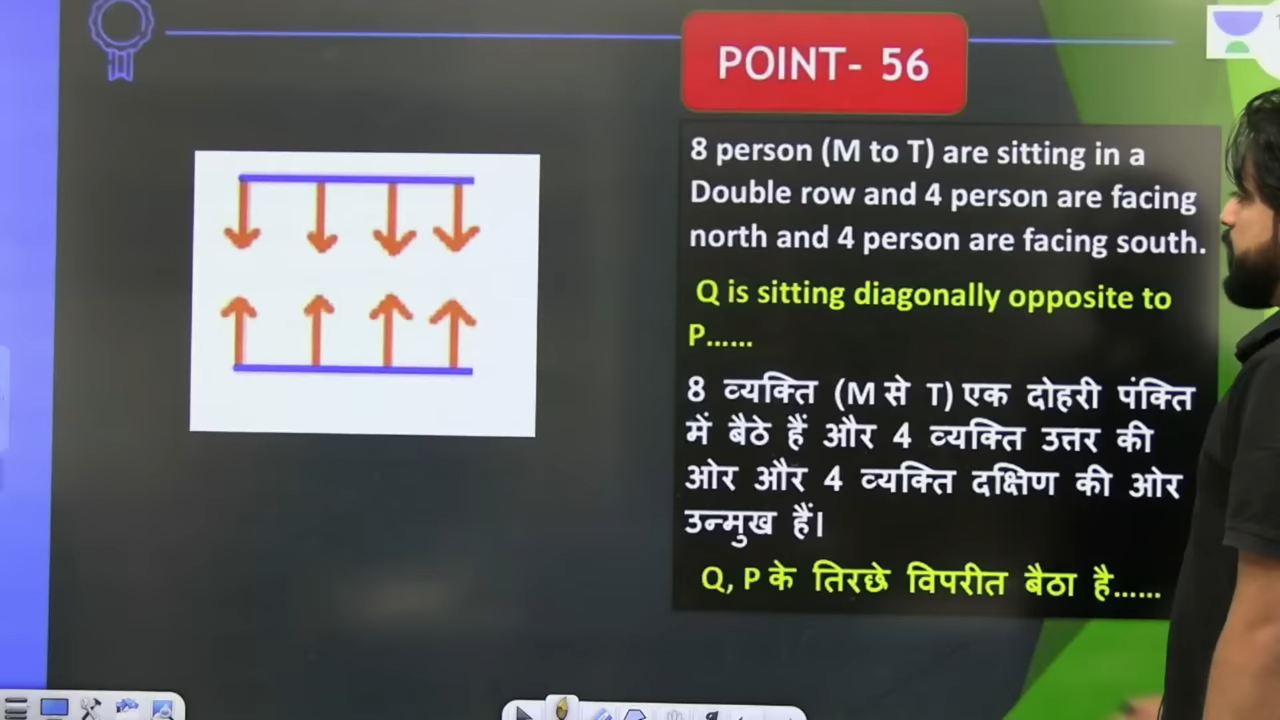 POINT- 56
8 person (M to T) are sitting in a
Double row and 4 person are facing
north and 4 person are facing south.
Q is sitting diagonally opposite to
P......
8 व्यक्ति (M से T) एक दोहरी पंक्ति
में बैठे हैं और 4 व्यक्ति उत्तर की
ओर और 4 व्यक्ति दक्षिण की ओर
उन्मुख हैं।
Q, P के तिरछे विपरीत बैठा है......